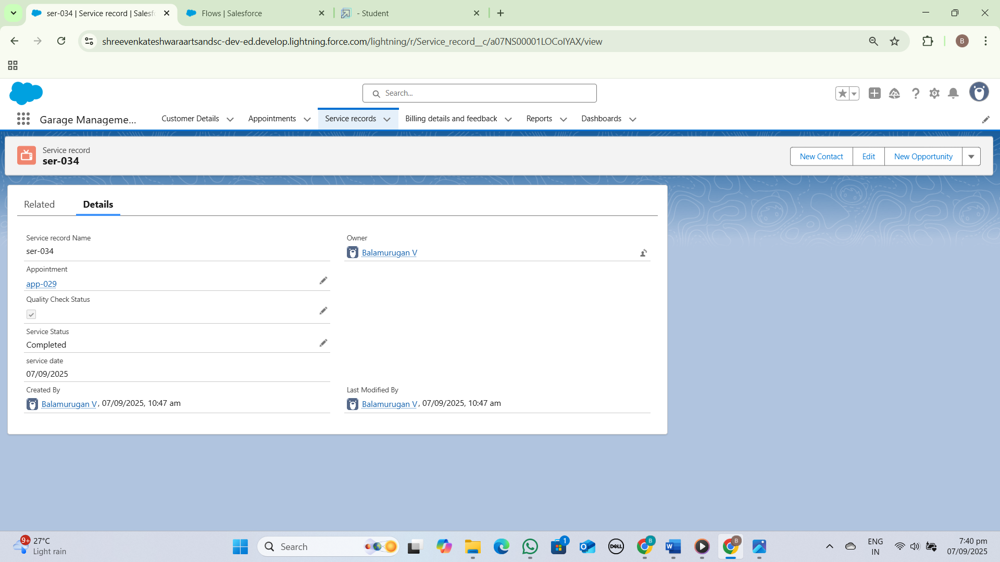 ser-034 | Service record | Salesf
Flows | Salesforce
- Student
shreevenkateshwaraartsandsc-dev-ed.develop.lightning.force.com/lightning/r/Service_record__c/a07NS00001LOCoIYAX/view
B
Search...
Garage Manageme...
Customer Details
Appointments
Service records
Billing details and feedback
Reports
Dashboards
Service record
ser-034
New Contact
Edit
New Opportunity
Related
Details
Service record Name
ser-034
Owner
Balamurugan V
Appointment
app-029
Quality Check Status
Service Status
Completed
service date
07/09/2025
Created By
Balamurugan V, 07/09/2025, 10:47 am
Last Modified By
Balamurugan V, 07/09/2025, 10:47 am
9+
27°C
Light rain
Search
1
DELL
B
B
ENG
IN
7:40 pm
07/09/2025